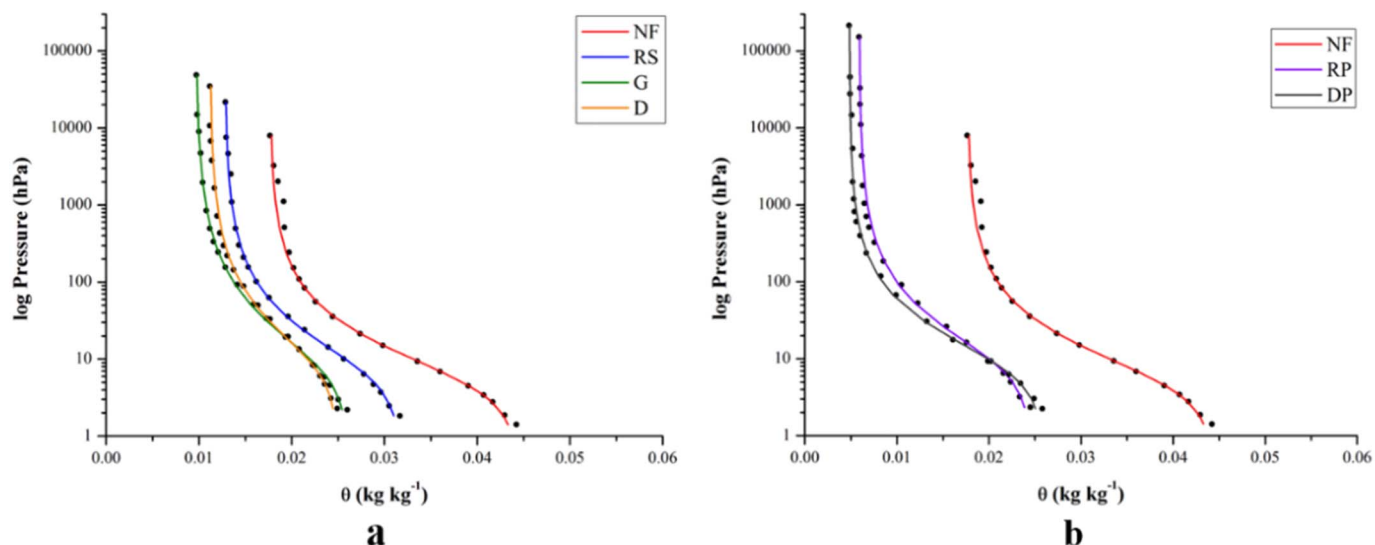 log Pressure (hPa)
100000
10000
1000
100
10
1
NF
RS
G
D
0.00 0.01 0.02 0.03 0.04 0.05 0.06
θ (kg kg-1)
a
log Pressure (hPa)
100000
10000
1000
100
10
1
NF
RP
DP
0.00 0.01 0.02 0.03 0.04 0.05 0.06
θ (kg kg-1)
b